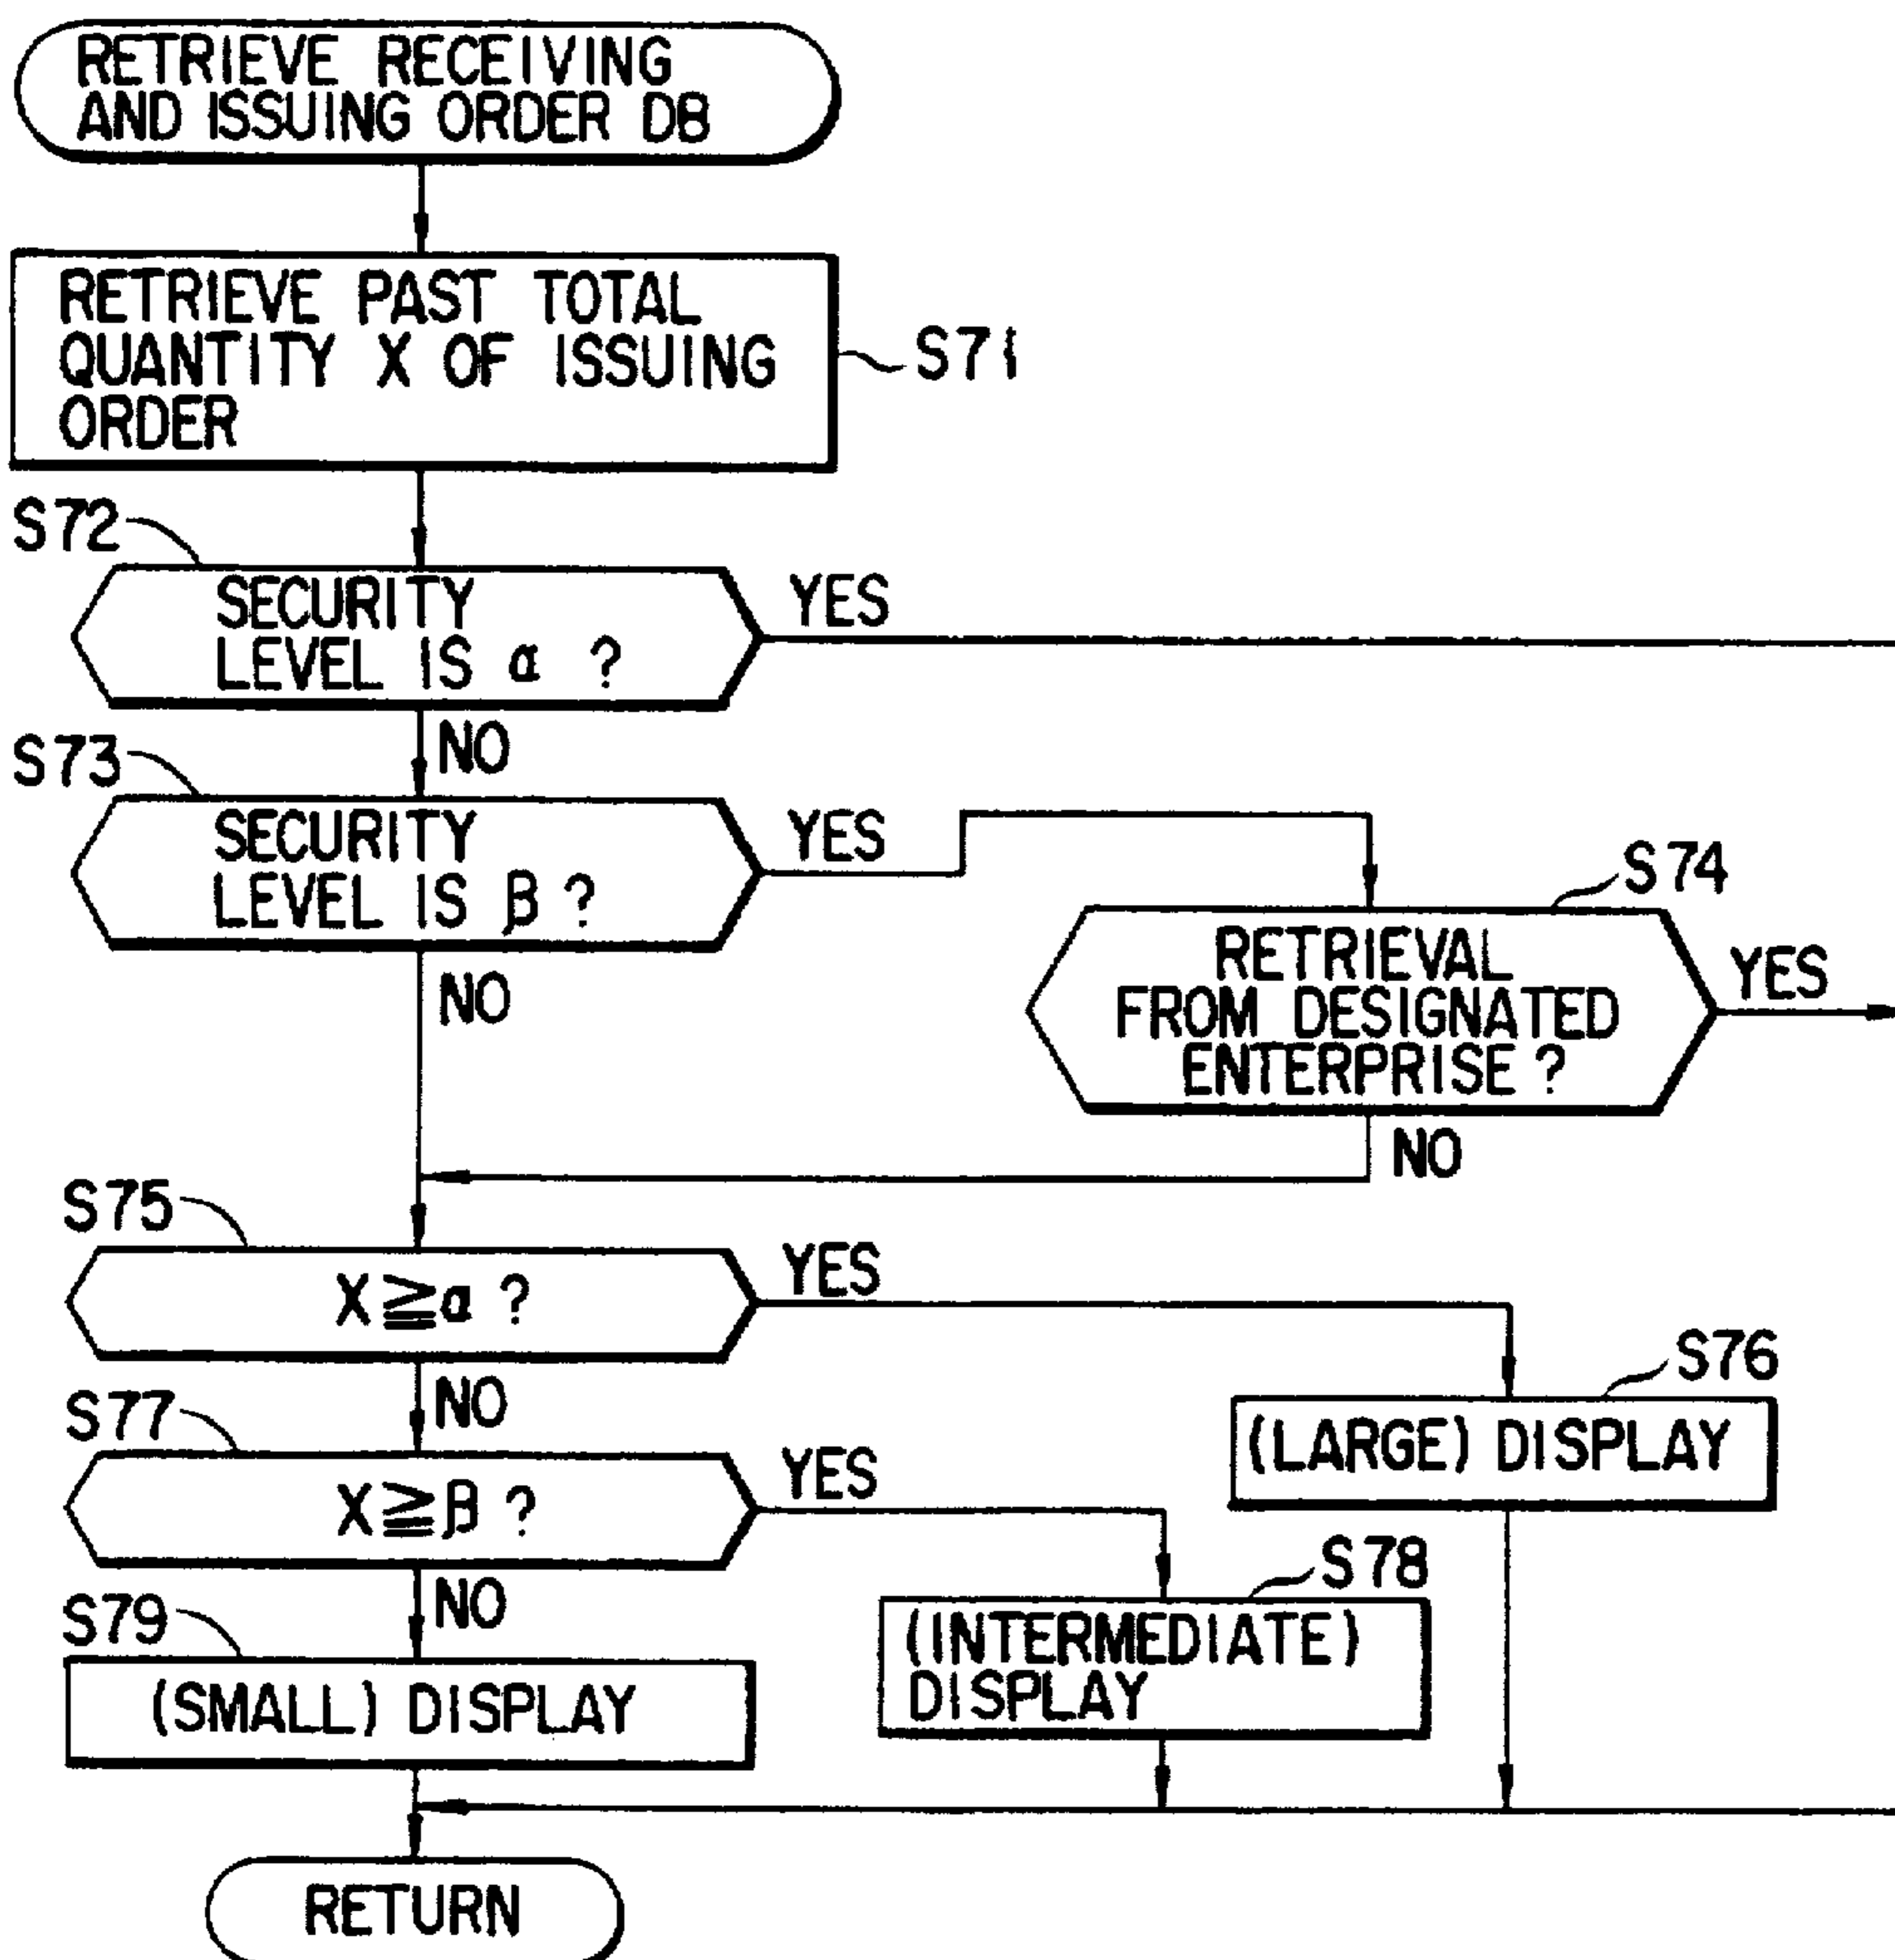 RETRIEVE RECEIVING
AND ISSUING ORDER DB
RETRIEVE PAST TOTAL
QUANTITY X OF ISSUING
ORDER
S71
S72
SECURITY
LEVEL IS α ?
YES
NO
S73
SECURITY
LEVEL IS β ?
YES
NO
S74
RETRIEVAL
FROM DESIGNATED
ENTERPRISE ?
YES
NO
S75
X ≧ α ?
YES
NO
S76
(LARGE) DISPLAY
S77
X ≧ β ?
YES
NO
S78
(INTERMEDIATE)
DISPLAY
S79
(SMALL) DISPLAY
RETURN